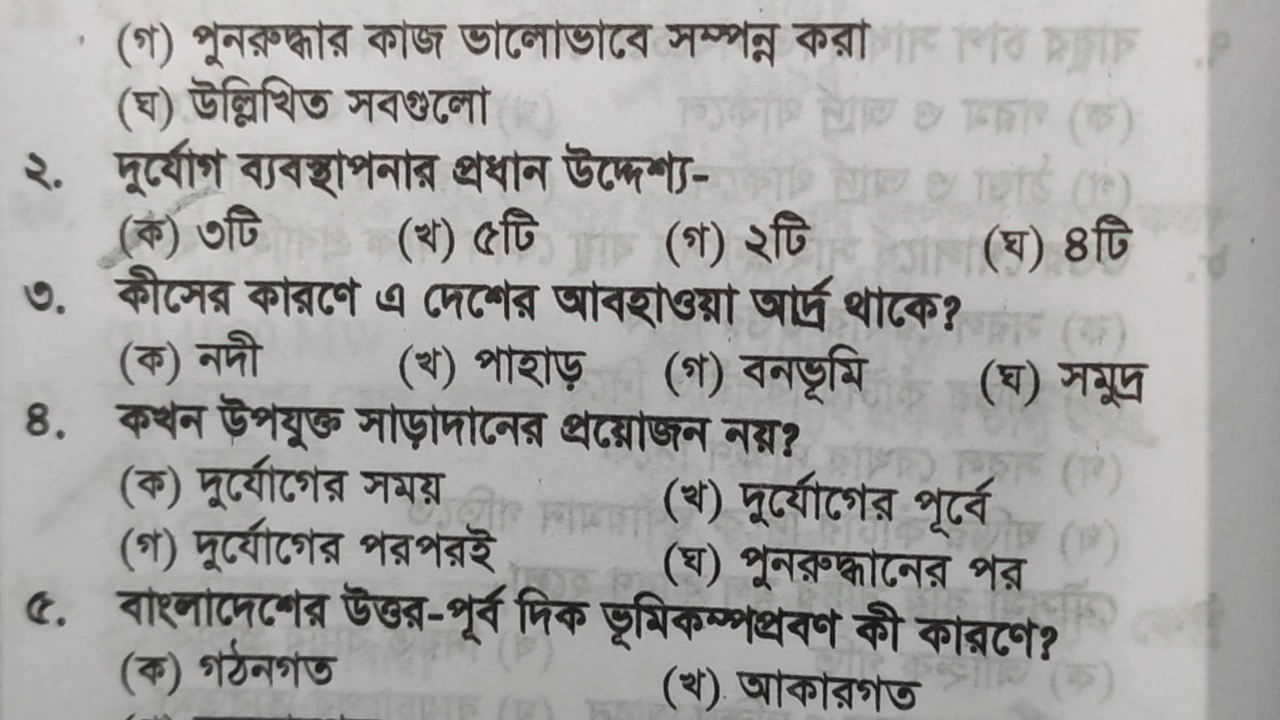 (গ) পুনরুদ্ধার কাজ ভালোভাবে সম্পন্ন করা
(ঘ) উল্লিখিত সবগুলো
২. দুর্যোগ ব্যবস্থাপনার প্রধান উদ্দেশ্য-
(ক) ৩টি (খ) ৫টি (গ) ২টি (ঘ) ৪টি
৩. কীসের কারণে এ দেশের আবহাওয়া আর্দ্র থাকে?
(ক) নদী (খ) পাহাড় (গ) বনভূমি (ঘ) সমুদ্র
৪. কখন উপযুক্ত সাড়াদানের প্রয়োজন নয়?
(ক) দুর্যোগের সময় (খ) দুর্যোগের পূর্বে
(গ) দুর্যোগের পরপরই (ঘ) পুনরুদ্ধানের পর
৫. বাংলাদেশের উত্তর-পূর্ব দিক ভূমিকম্পপ্রবণ কী কারণে?
(ক) গঠনগত (খ) আকারগত